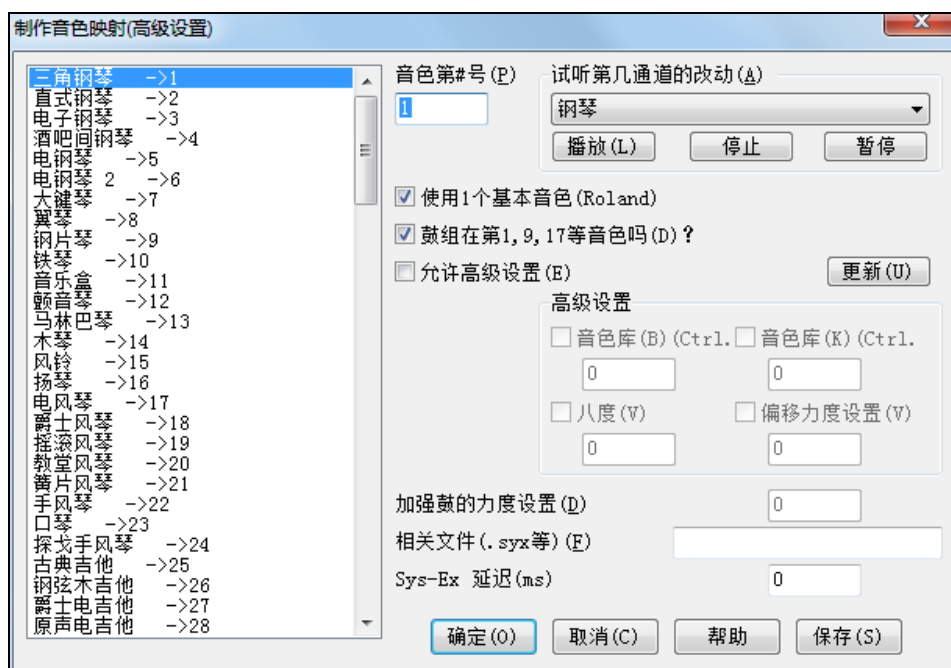 制作音色映射(高级设置)
三角钢琴 ->1
直式钢琴 ->2
电子钢琴 ->3
酒吧间钢琴 ->4
电钢琴 ->5
电钢琴 2 ->6
大键琴 ->7
翼琴 ->8
钢片琴 ->9
铁琴 ->10
音乐盒 ->11
颤音琴 ->12
马林巴琴 ->13
木琴 ->14
风铃 ->15
扬琴 ->16
电风琴 ->17
爵士风琴 ->18
摇滚风琴 ->19
教堂风琴 ->20
簧片风琴 ->21
手风琴 ->22
口琴 ->23
探戈手风琴 ->24
古典吉他 ->25
钢弦木吉他 ->26
爵士电吉他 ->27
原声电吉他 ->28
音色第#号(P)
1
试听第几通道的改动(A)
钢琴
播放(L) 停止 暂停
使用1个基本音色(Roland)
鼓组在第1,9,17等音色吗(D)?
允许高级设置(E)
更新(U)
高级设置
音色库(B)(Ctrl. 音色库(K)(Ctrl.
0 0
八度(V) 偏移力度设置(V)
0 0
加强鼓的力度设置(D) 0
相关文件(.syx等)(F)
Sys-Ex 延迟(ms) 0
确定(O) 取消(C) 帮助 保存(S)